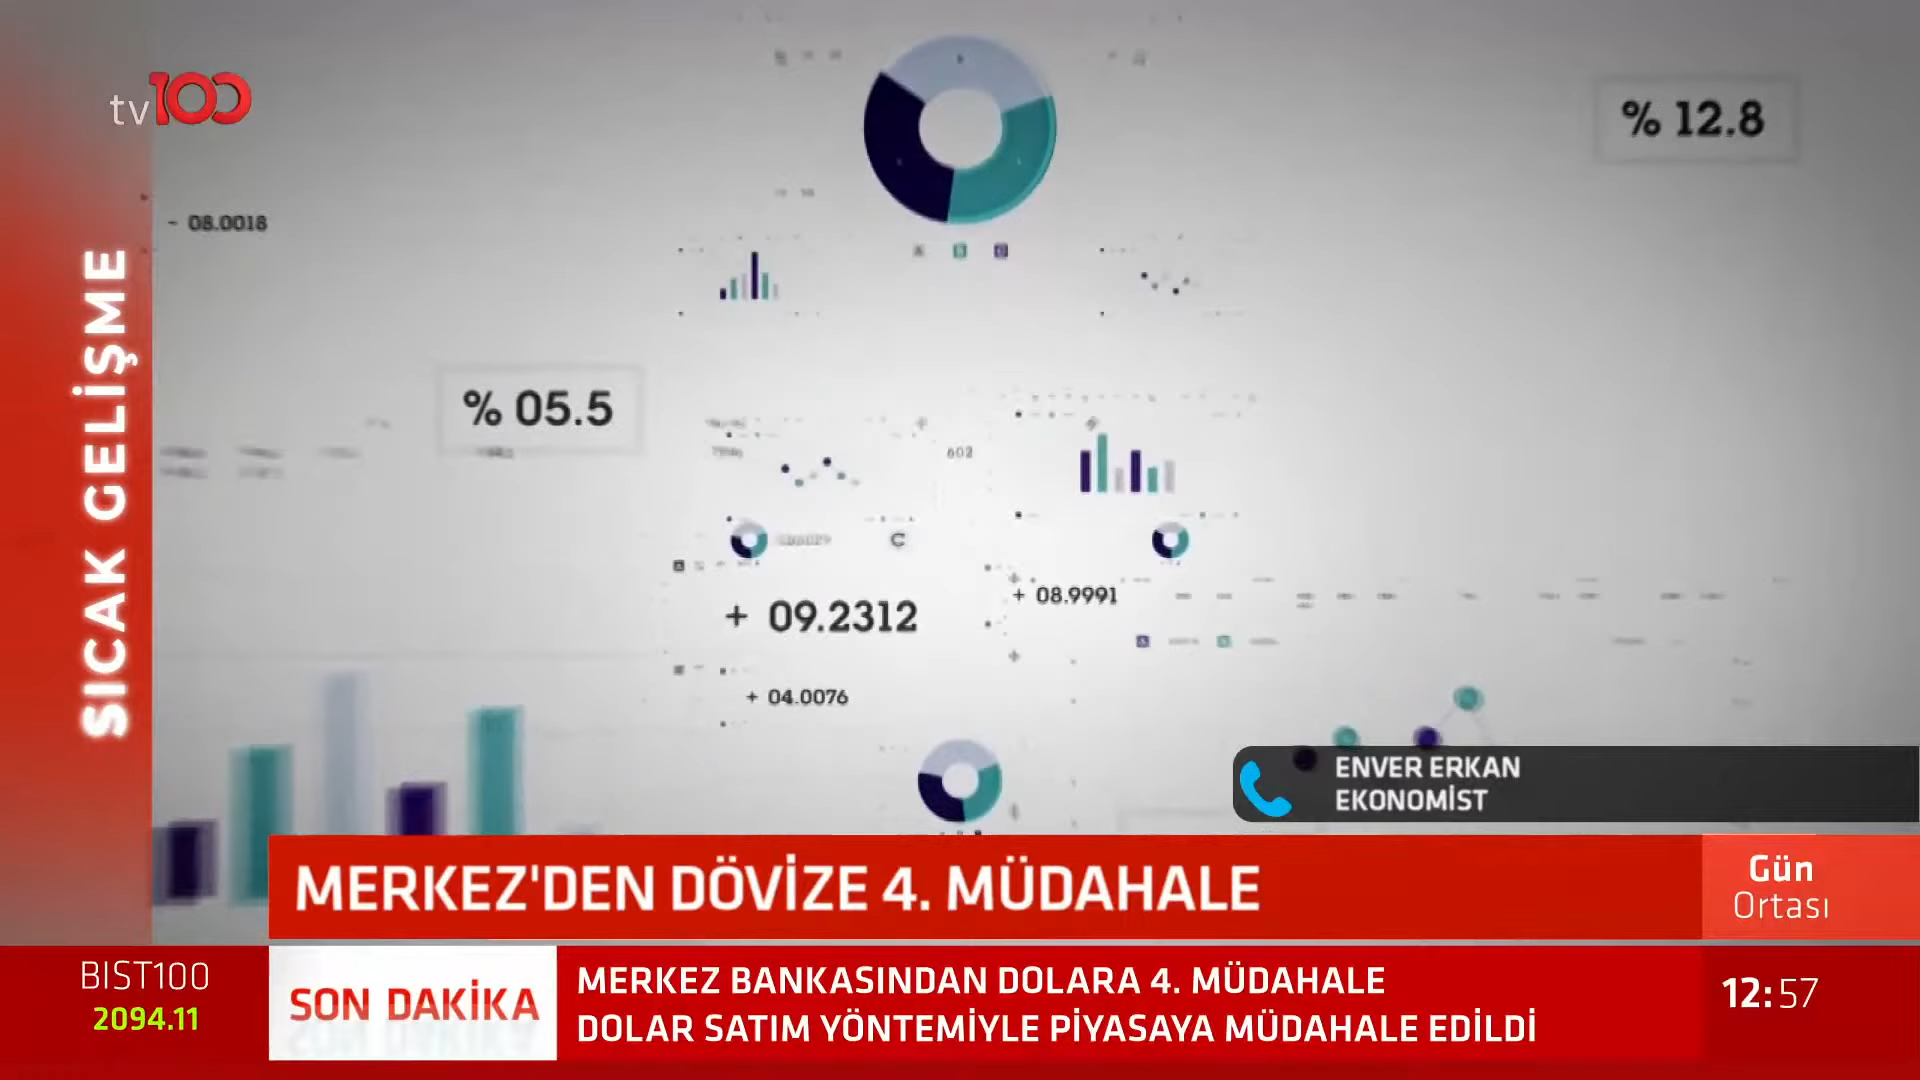 tv100
% 12.8
- 08.0018
SICAK GELİŞME
% 05.5
602
C
+ 09.2312
+ 08.9991
+ 04.0076
ENVER ERKAN
EKONOMİST
MERKEZ'DEN DÖVİZE 4. MÜDAHALE
Gün
Ortası
BIST100
2094.11
SON DAKİKA
MERKEZ BANKASINDAN DOLARA 4. MÜDAHALE
DOLAR SATIM YÖNTEMİYLE PİYASAYA MÜDAHALE EDİLDİ
12:57